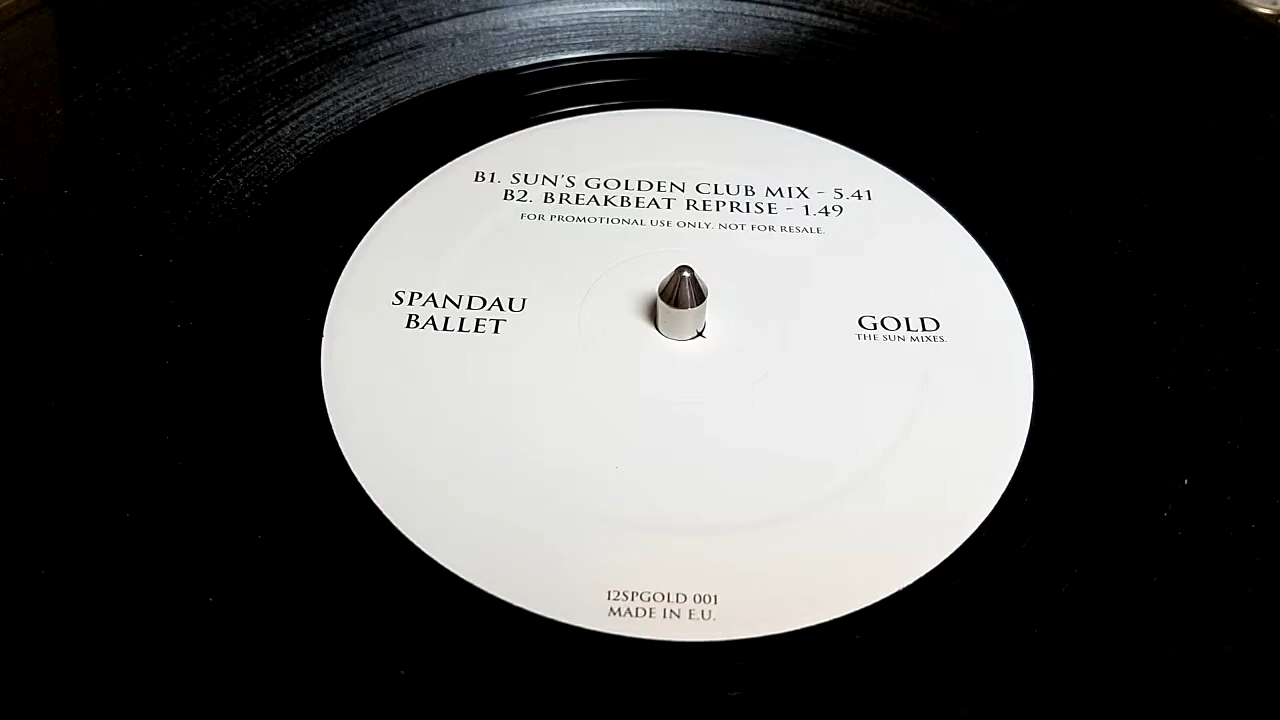 B1. SUN'S GOLDEN CLUB MIX - 5.41
B2. BREAKBEAT REPRISE - 1.49
FOR PROMOTIONAL USE ONLY. NOT FOR RESALE.
SPANDAU
BALLET
GOLD
THE SUN MIXES.
12SPGOLD 001
MADE IN E.U.